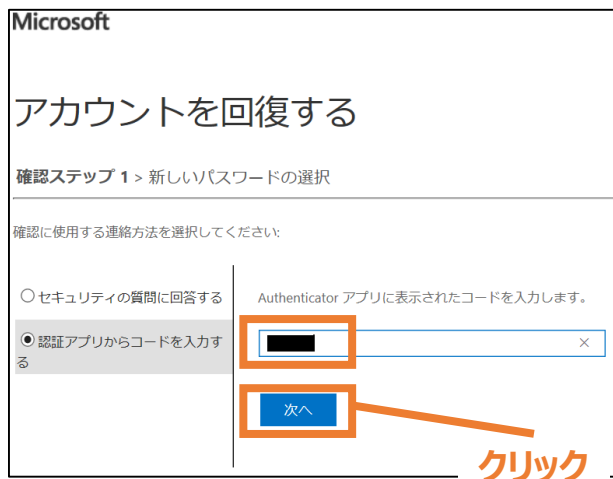 Microsoft
アカウントを回復する
確認ステップ 1 > 新しいパスワードの選択
確認に使用する連絡方法を選択してください:
セキュリティの質問に回答する
認証アプリからコードを入力す
る
Authenticator アプリに表示されたコードを入力します。
次へ
クリック